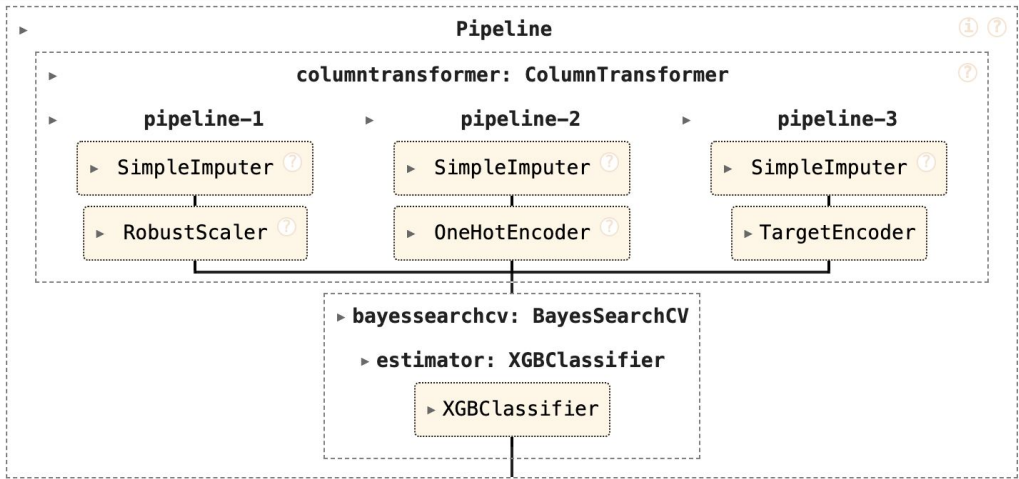 Pipeline
columntransformer: ColumnTransformer
pipeline-1 pipeline-2 pipeline-3
SimpleImputer ? SimpleImputer ? SimpleImputer ?
RobustScaler ? OneHotEncoder ? TargetEncoder
bayessearchcv: BayesSearchCV
estimator: XGBClassifier
XGBClassifier
i ?
?